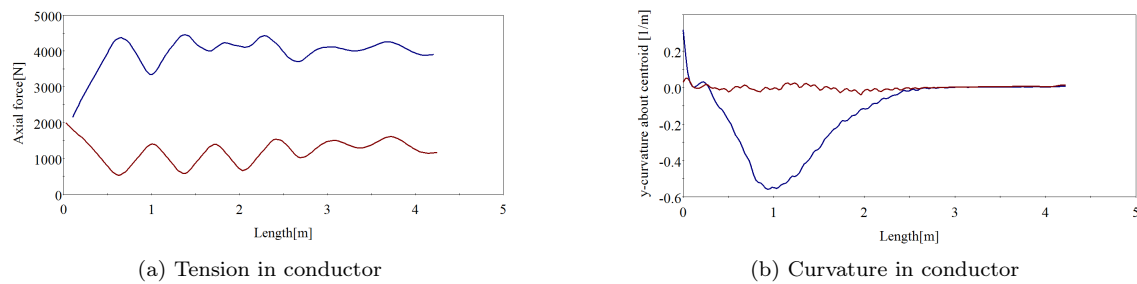 5000
4000
3000
2000
1000
0
Axial force[N]
0 1 2 3 4 5
Length[m]
(a) Tension in conductor
0.2
0.0
-0.2
-0.4
-0.6
y-curvature about centroid [1/m]
0 1 2 3 4 5
Length[m]
(b) Curvature in conductor